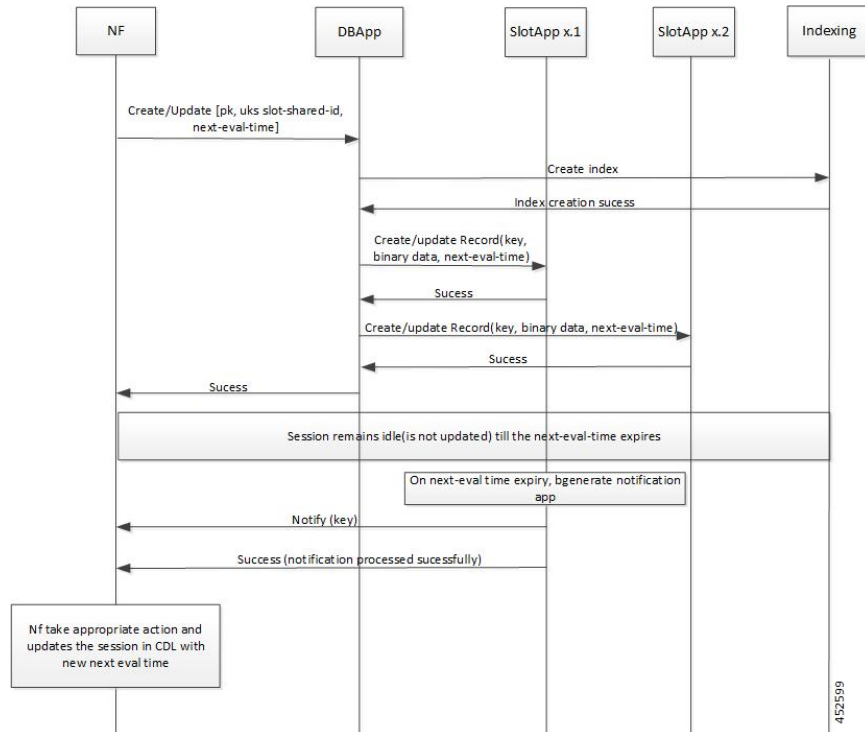 NF
DBApp
SlotApp x.1
SlotApp x.2
Indexing
Create/Update [pk, uks slot-shared-id,
next-eval-time]
Create index
Index creation sucess
Create/update Record(key,
binary data, next-eval-time)
Sucess
Create/update Record(key, binary data, next-eval-time)
Sucess
Sucess
Session remains idle(is not updated) till the next-eval-time expires
On next-eval time expiry, bgenerate notification
app
Notify (key)
Success (notification processed sucessfully)
Nf take appropriate action and
updates the session in CDL with
new next eval time
452599